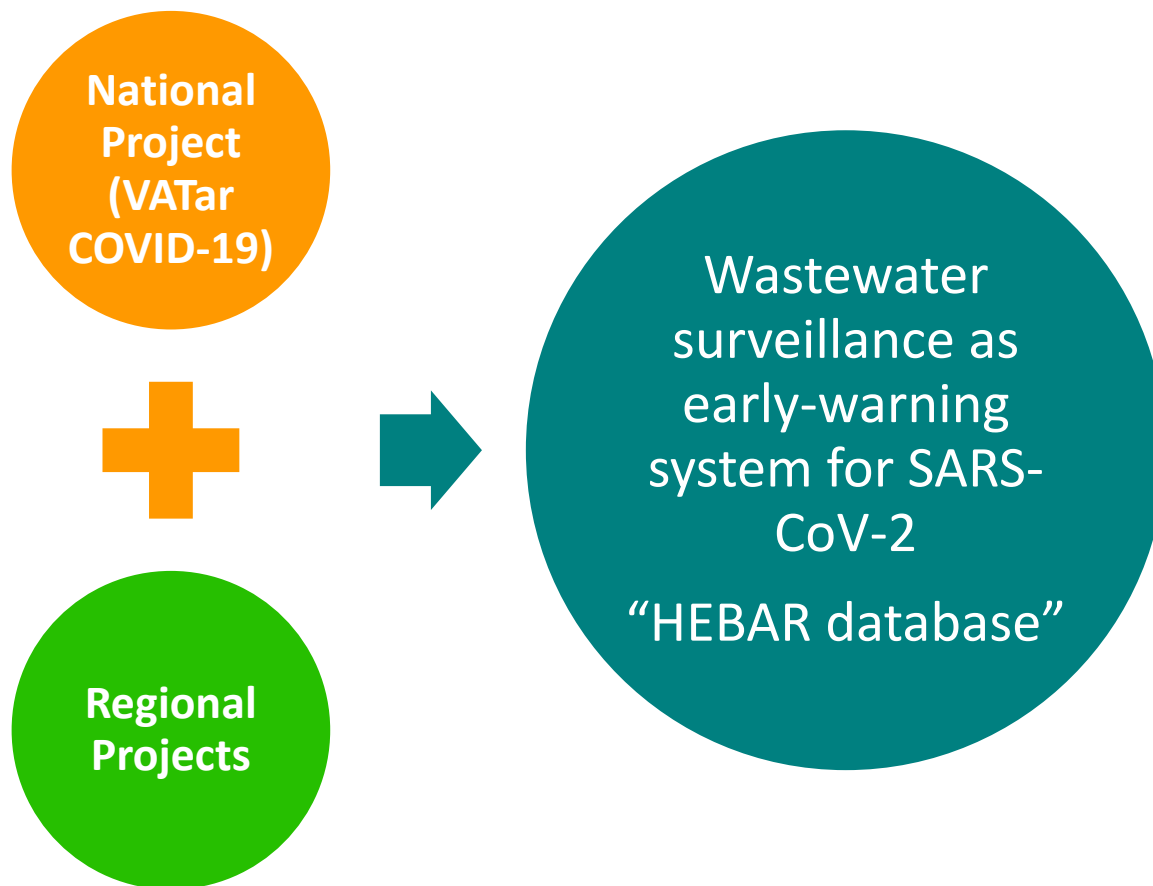 National
Project
(VATar
COVID-19)
Regional
Projects
Wastewater
surveillance as
early-warning
system for SARS-
CoV-2
“HEBAR database”